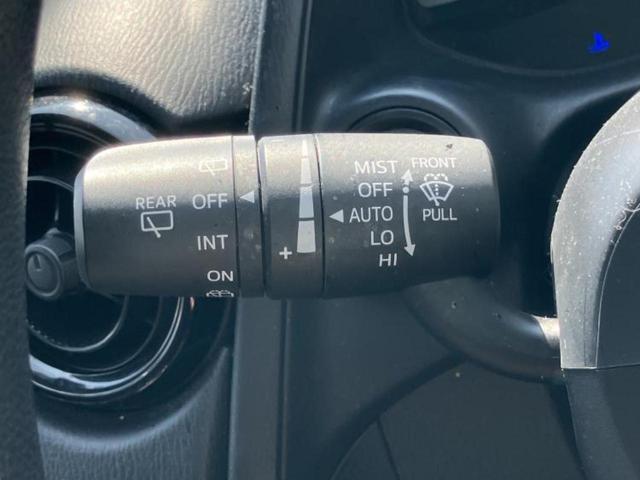 REAR
OFF
INT
ON
+
MIST
OFF
AUTO
LO
HI
FRONT
PULL